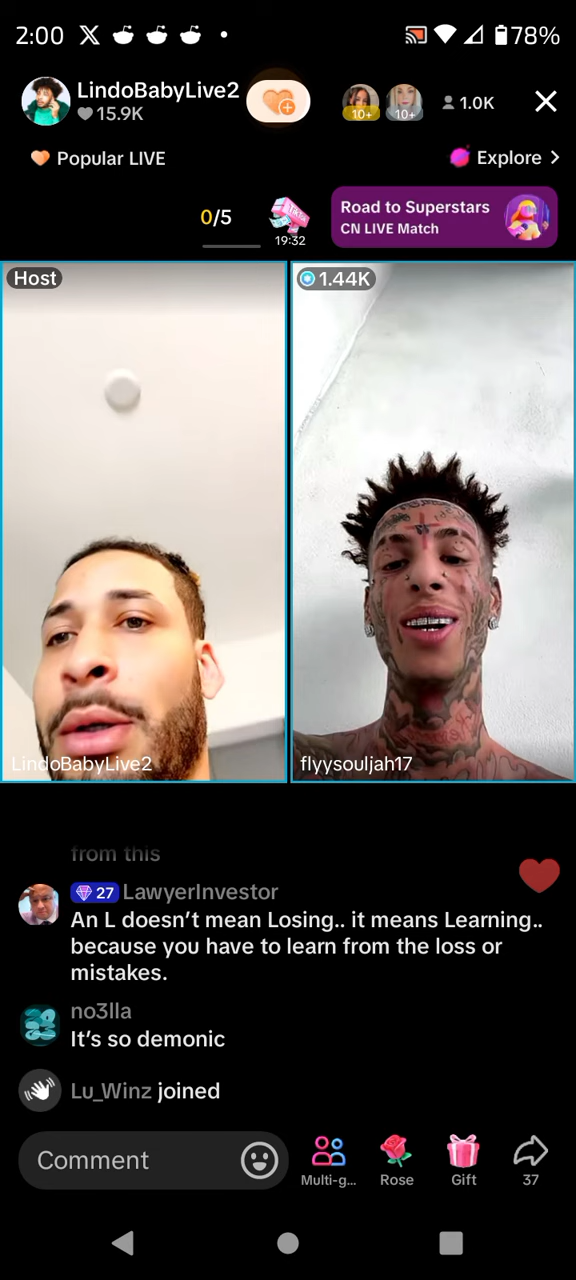 2:00
78%
LindoBabyLive2
15.9K
10+
10+
1.0K
Popular LIVE
Explore >
0/5
19:32
Road to Superstars
CN LIVE Match
Host
1.44K
LindoBabyLive2
flyysouljah17
from this
27 LawyerInvestor
An L doesn’t mean Losing.. it means Learning..
because you have to learn from the loss or
mistakes.
no3lla
It’s so demonic
Lu_Winz joined
Comment
Multi-g...
Rose
Gift
37